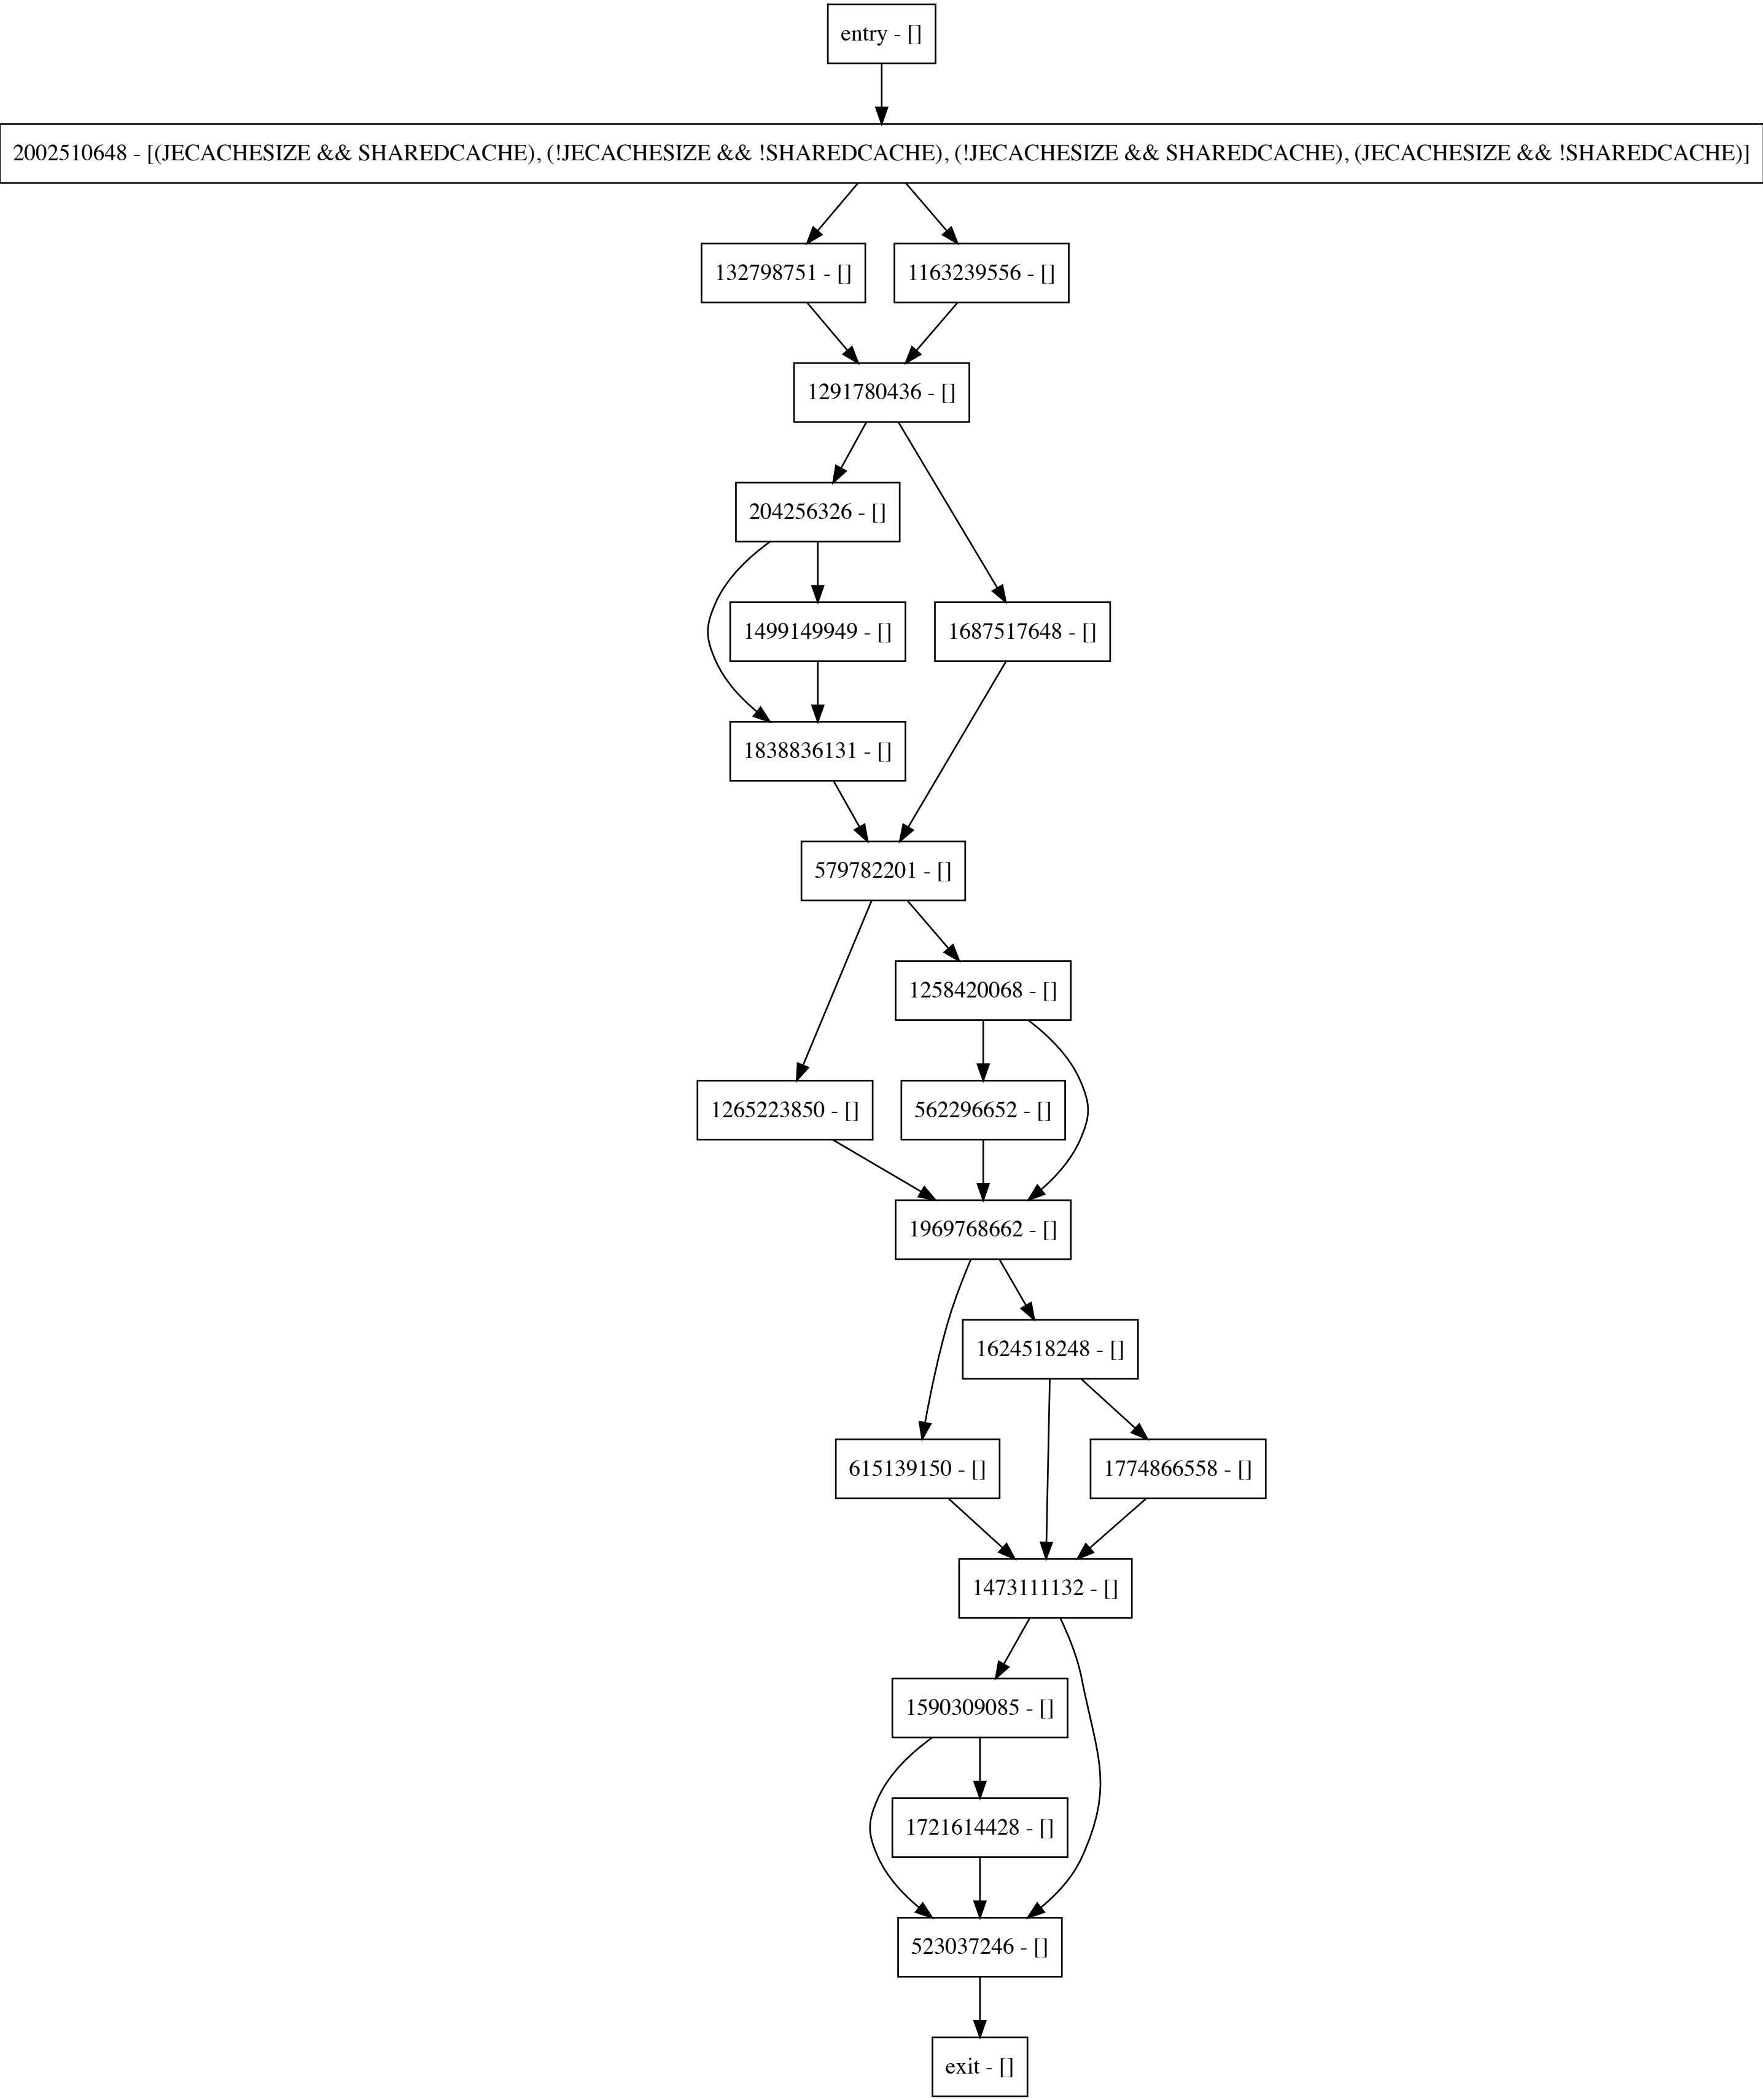 entry - []
2002510648 - [(JECACHESIZE && SHAREDCACHE), (!JECACHESIZE && !SHAREDCACHE), (!JECACHESIZE && SHAREDCACHE), (JECACHESIZE && !SHAREDCACHE)]
132798751 - []
1163239556 - []
1291780436 - []
204256326 - []
1499149949 - []
1687517648 - []
1838836131 - []
579782201 - []
1258420068 - []
1265223850 - []
562296652 - []
1969768662 - []
1624518248 - []
615139150 - []
1774866558 - []
1473111132 - []
1590309085 - []
1721614428 - []
523037246 - []
exit - []